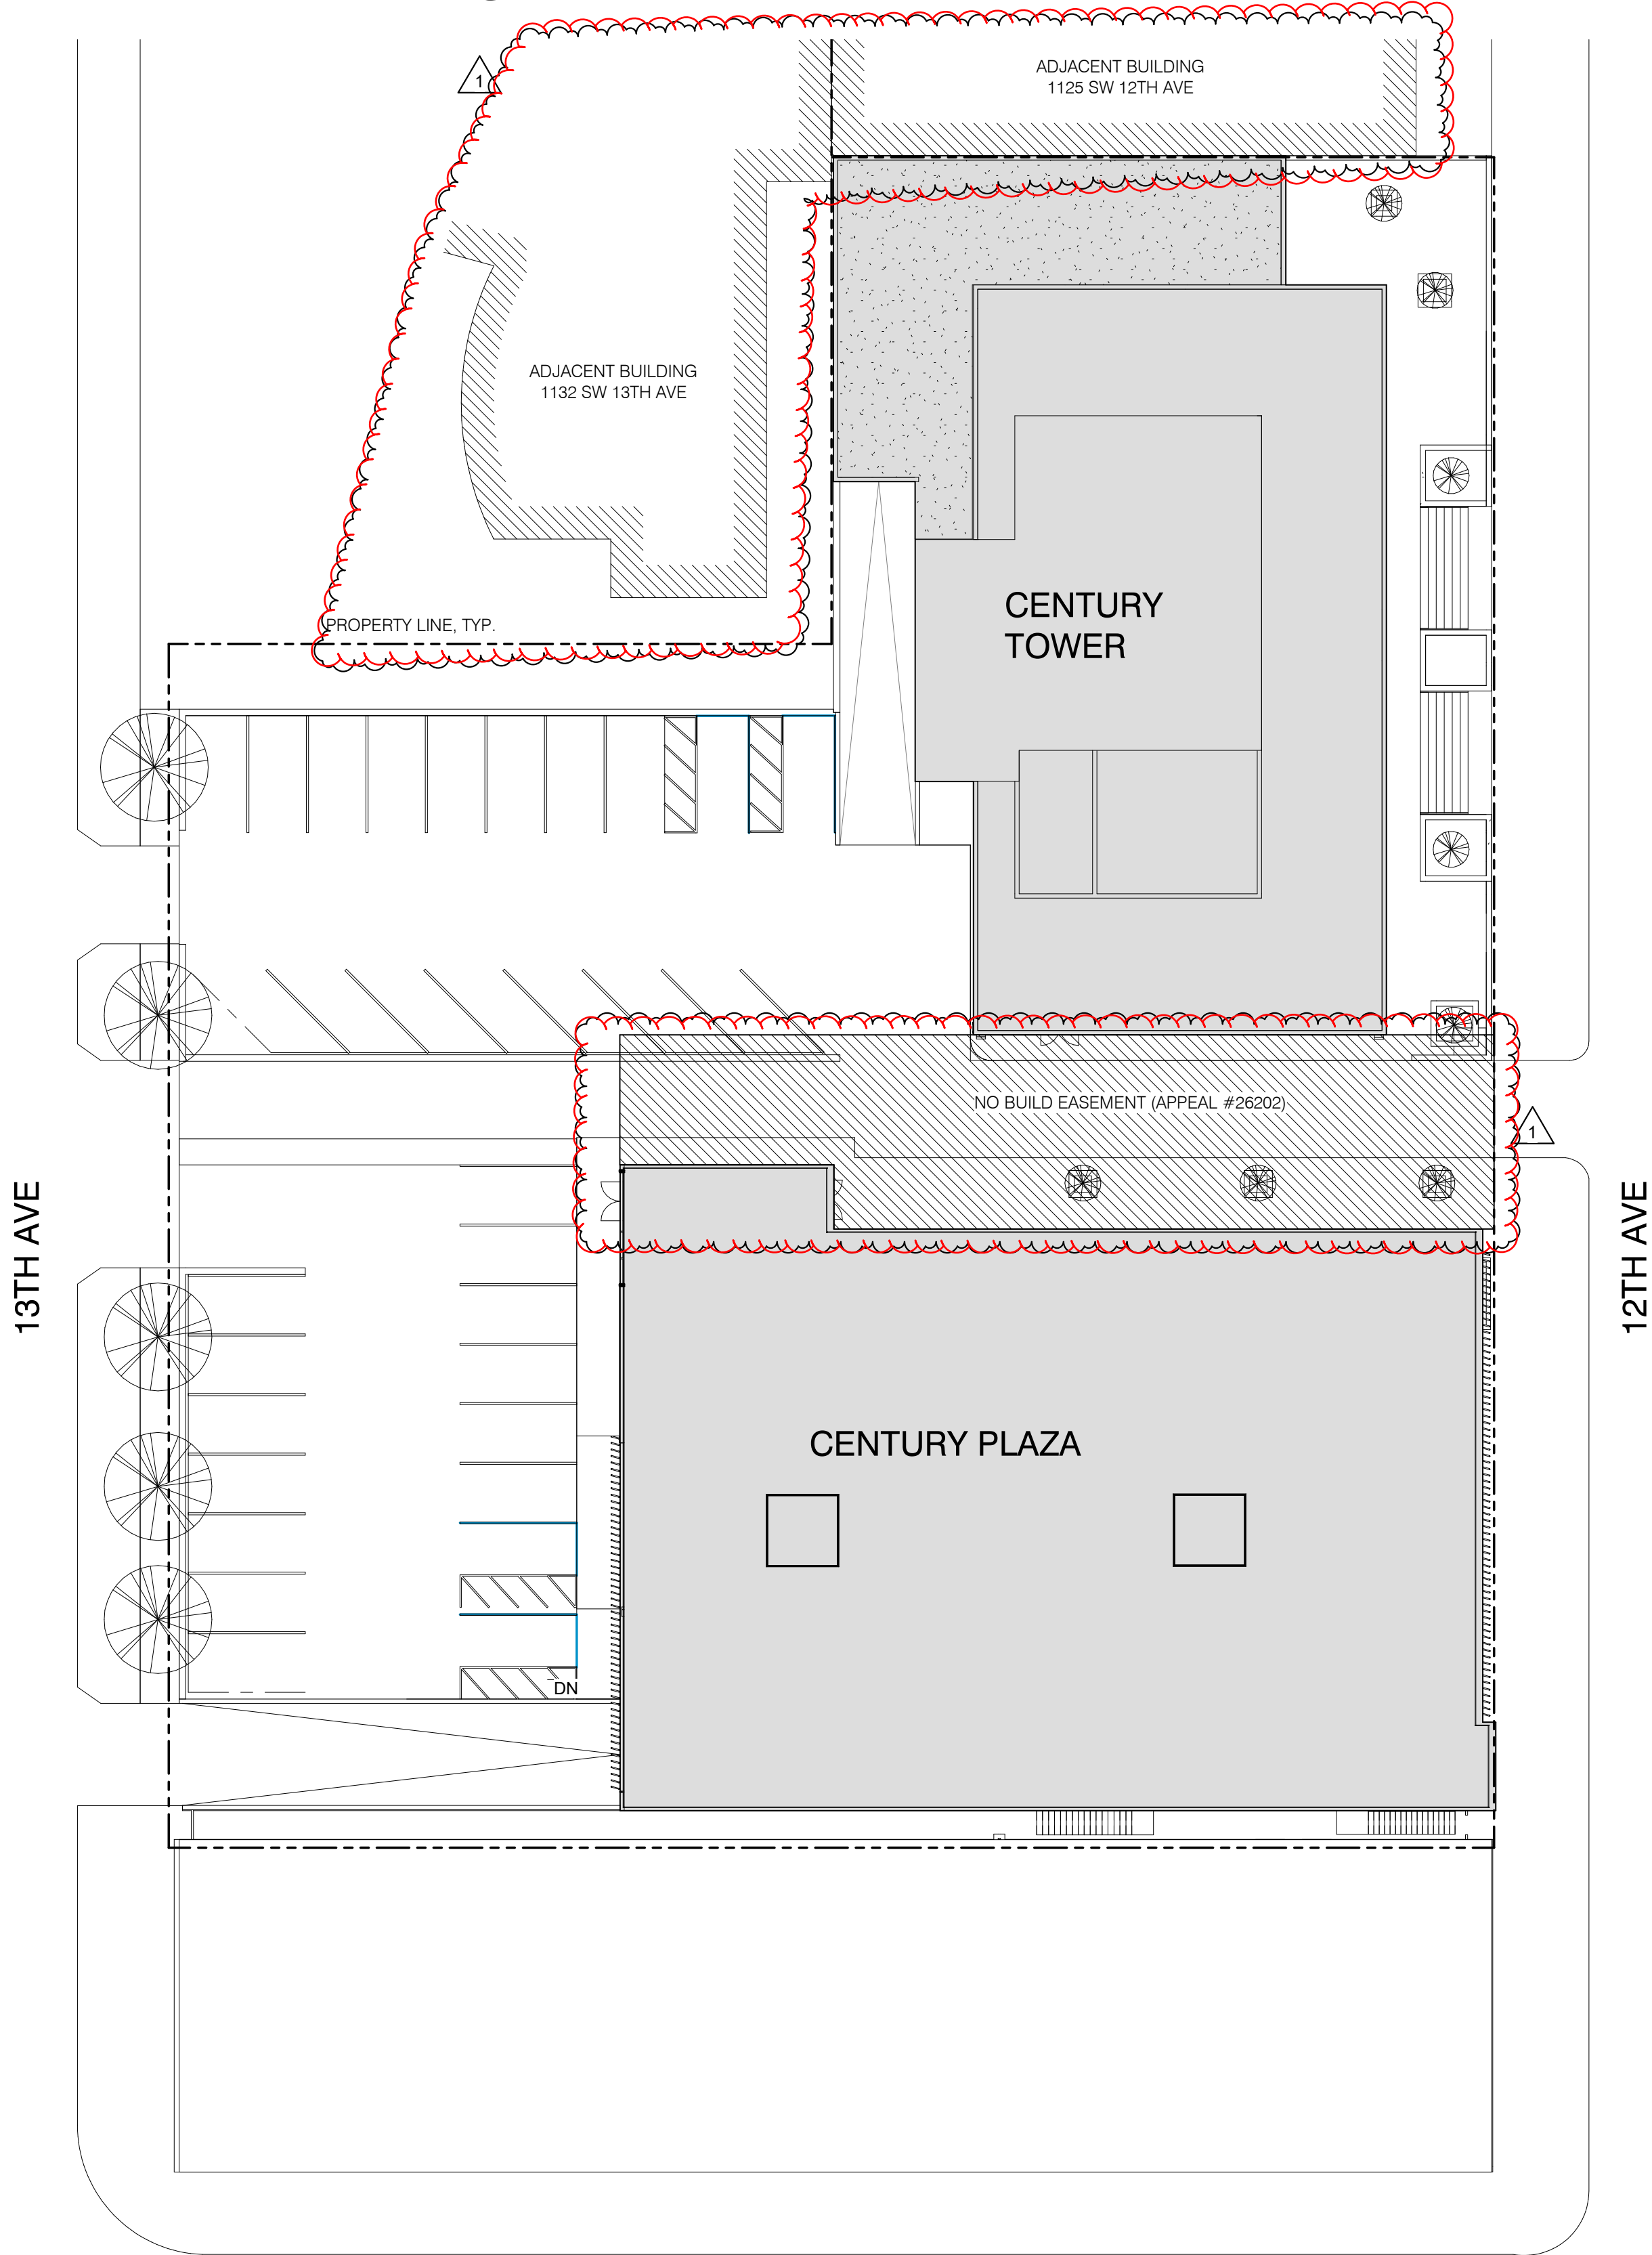 ADJACENT BUILDING
1125 SW 12TH AVE
1
ADJACENT BUILDING
1132 SW 13TH AVE
PROPERTY LINE, TYP.
CENTURY
TOWER
NO BUILD EASEMENT (APPEAL #26202)
1
13TH AVE
12TH AVE
CENTURY PLAZA
DN